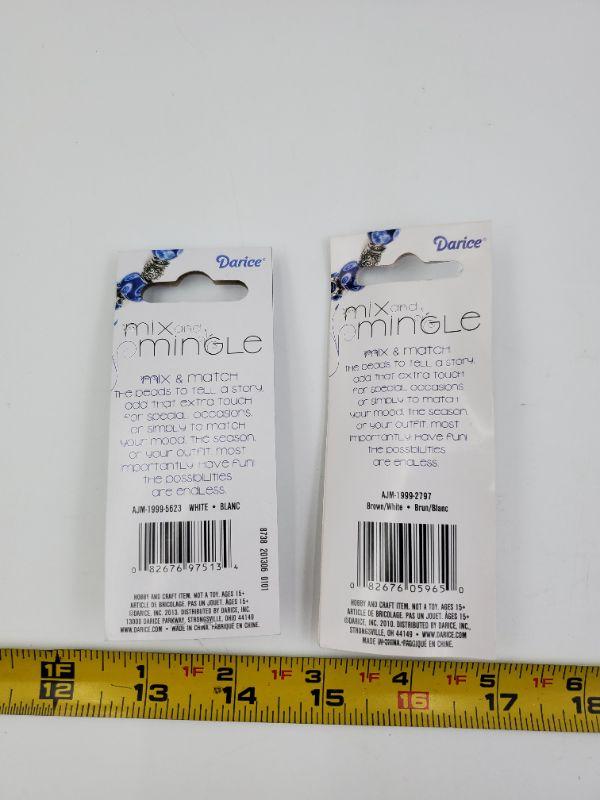 Darice®
mix and
mingle
mix & match
The beads to tell a story,
add that extra touch
for special occasions,
or simply to match
your mood, the season,
or your outfit, most
importantly have fun!
the possibilities
are endless.
AJM-1999-5623 WHITE • BLANC
0 82676 97513 4
8738 201306 0101
HOBBY AND CRAFT ITEM. NOT A TOY. AGES 15+
ARTICLE DE BRICOLAGE. PAS UN JOUET. AGES 15+
©DARICE, INC. 2013. DISTRIBUTED BY DARICE, INC.
13000 DARICE PARKWAY, STRONGSVILLE, OHIO 44149
WWW.DARICE.COM • MADE IN CHINA. FABRIQUÉ EN CHINE.
Darice®
mix and
mingle
mix & match
The beads to tell a story,
add that extra touch
for special occasions,
or simply to match
your mood, the season,
or your outfit, most
importantly have fun!
the possibilities
are endless.
AJM-1999-2797
Brown/White • Brun/Blanc
0 82676 05965 0
HOBBY AND CRAFT ITEM. NOT A TOY. AGES 15+
ARTICLE DE BRICOLAGE. PAS UN JOUET. AGES 15+
©DARICE, INC. 2010. DISTRIBUTED BY DARICE, INC.,
STRONGSVILLE, OH 44149 • WWW.DARICE.COM
MADE IN CHINA. FABRIQUÉ EN CHINE.
1F 1F 2 1F 3 1F 4 1F 5 1F 6
12 13 14 15 16 17 18